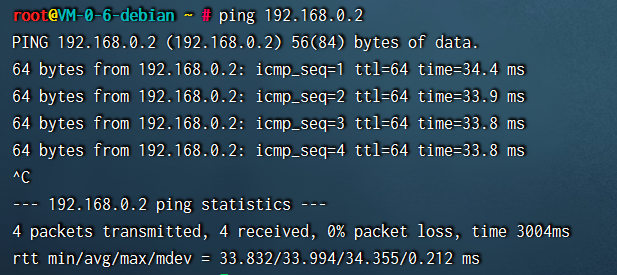 root@VM-0-6-debian ~ # ping 192.168.0.2
PING 192.168.0.2 (192.168.0.2) 56(84) bytes of data.
64 bytes from 192.168.0.2: icmp_seq=1 ttl=64 time=34.4 ms
64 bytes from 192.168.0.2: icmp_seq=2 ttl=64 time=33.9 ms
64 bytes from 192.168.0.2: icmp_seq=3 ttl=64 time=33.8 ms
64 bytes from 192.168.0.2: icmp_seq=4 ttl=64 time=33.8 ms
^C
--- 192.168.0.2 ping statistics ---
4 packets transmitted, 4 received, 0% packet loss, time 3004ms
rtt min/avg/max/mdev = 33.832/33.994/34.355/0.212 ms